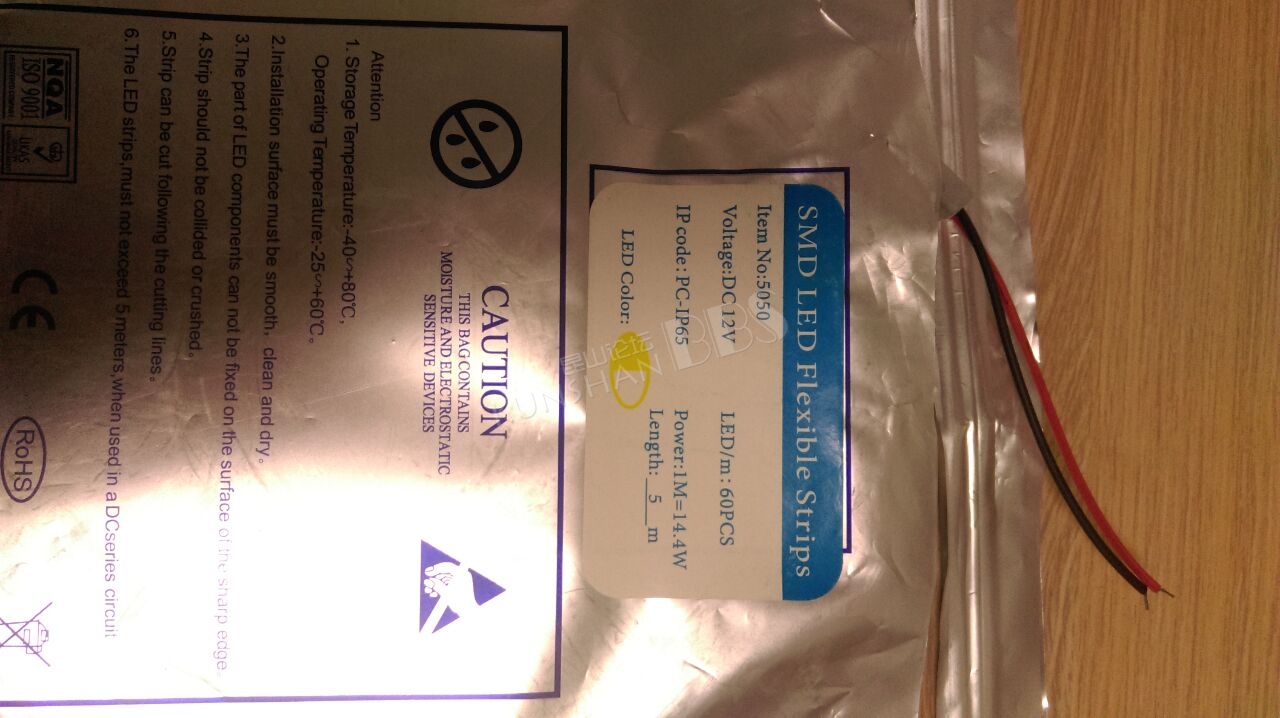 SMD LED Flexible Strips
Item No:5050
Voltage:DC12V LED/m: 60PCS
IP code: PC-IP65 Power:1M=14.4W
Length: 5 m
LED Color:
CAUTION
THIS BAG CONTAINS
MOISTURE AND ELECTROSTATIC
SENSITIVE DEVICES
Attention
1. Storage Temperature:-40∽+80℃,
Operating Temperature:-25∽+60℃。
2.Installation surface must be smooth, clean and dry。
3.The part of LED components can not be fixed on the surface of the sharp edge.
4.Strip should not be collided or crushed。
5.Strip can be cut following the cutting lines。
6.The LED strips,must not exceed 5 meters,when used in a DCseries circuit
NQA
ISO 9001
UKAS
CE
RoHS
昆山论坛
BBS